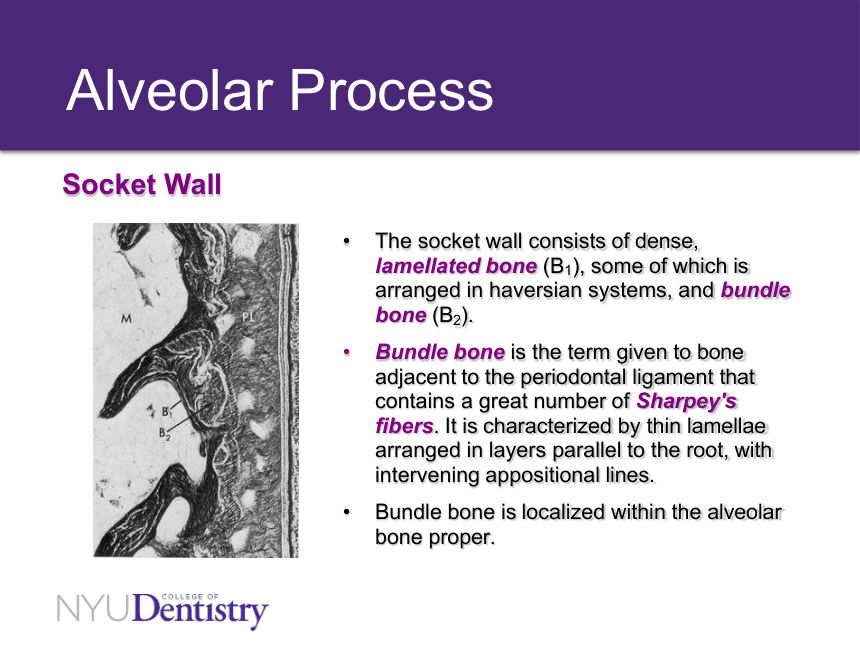 Alveolar Process
Socket Wall
M
PL
B₁
B₂
• The socket wall consists of dense,
lamellated bone (B₁), some of which is
arranged in haversian systems, and bundle
bone (B₂).
• Bundle bone is the term given to bone
adjacent to the periodontal ligament that
contains a great number of Sharpey's
fibers. It is characterized by thin lamellae
arranged in layers parallel to the root, with
intervening appositional lines.
• Bundle bone is localized within the alveolar
bone proper.
COLLEGE OF
NYU Dentistry